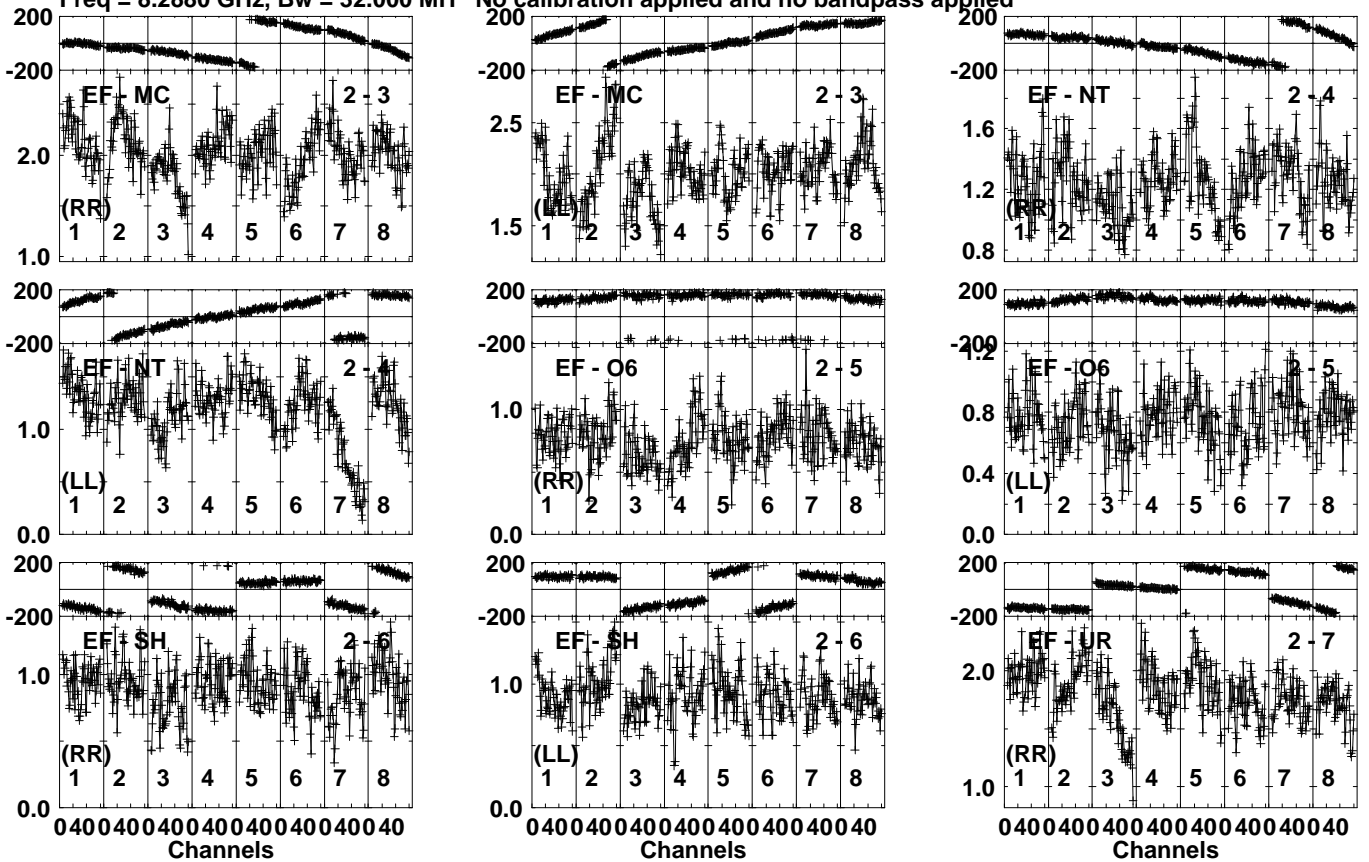 Freq = 8.2880 GHz, Bw = 32.000 MH No calibration applied and no bandpass applied
200 200 200
-200 -200 -200
EF - MC 2 - 3 EF - MC 2 - 3 EF - NT 2 - 4
2.0 2.5 1.6
1.2
(RR) (LL) (RR)
1.5 0.8
1 2 3 4 5 6 7 8 1 2 3 4 5 6 7 8 1 2 3 4 5 6 7 8
1.0
200 200 200
-200 -200 -200
1.2
EF - NT 2 - 4 EF - O6 2 - 5 EF - O6 2 - 5
1.0 1.0 0.8
0.4
(LL) (RR) (LL)
1 2 3 4 5 6 7 8 1 2 3 4 5 6 7 8 1 2 3 4 5 6 7 8
0.0 0.0 0.0
200 200 200
-200 -200 -200
EF - SH 2 - 6 EF - SH 2 - 6 EF - UR 2 - 7
1.0 1.0 2.0
(RR) (LL) (RR)
1 2 3 4 5 6 7 8 1 2 3 4 5 6 7 8 1 2 3 4 5 6 7 8
0.0 0.0 1.0
0 40 0 40 0 40 0 40 0 40 0 40 0 40 0 40 0 40 0 40 0 40 0 40 0 40 0 40 0 40 0 40 0 40 0 40 0 40 0 40 0 40 0 40 0 40 0 40
Channels Channels Channels